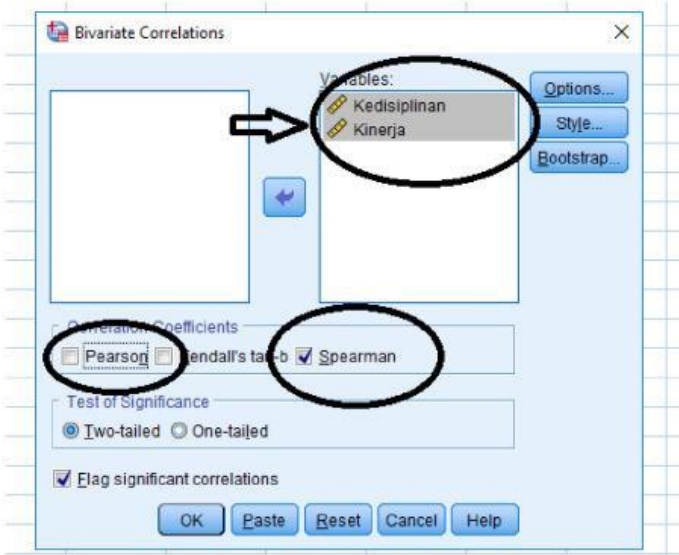 Bivariate Correlations
Variables:
Kedisiplinan
Kinerja
Options...
Style...
Bootstrap...
Correlation Coefficients
Pearson Kendall's tau-b Spearman
Test of Significance
Two-tailed One-tailed
Flag significant correlations
OK Paste Reset Cancel Help